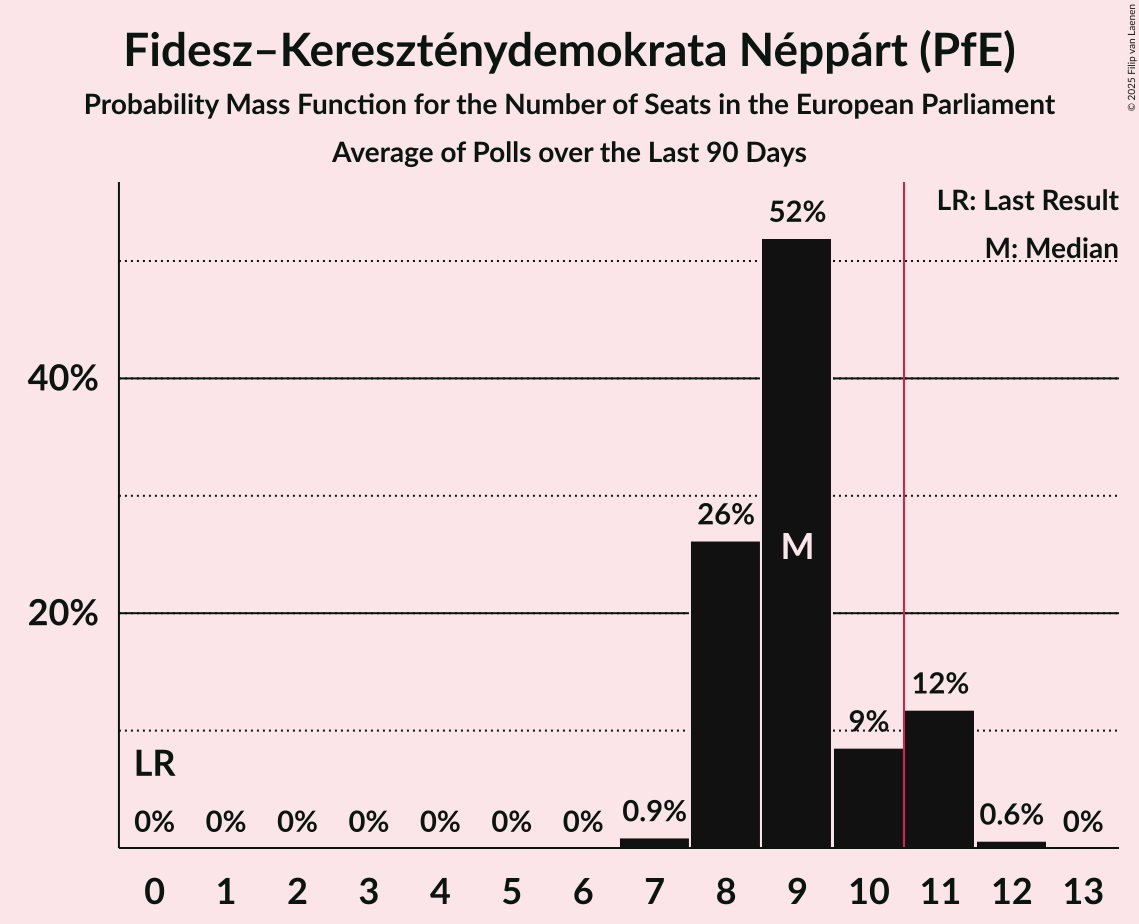 Fidesz–Kereszténydemokrata Néppárt (PfE)
Probability Mass Function for the Number of Seats in the European Parliament
Average of Polls over the Last 90 Days
© 2025 Filip van Laenen
LR: Last Result
M: Median
52%
40%
26%
M
20%
12%
9%
LR
0% 0% 0% 0% 0% 0% 0% 0.9% 0.6% 0%
0 1 2 3 4 5 6 7 8 9 10 11 12 13